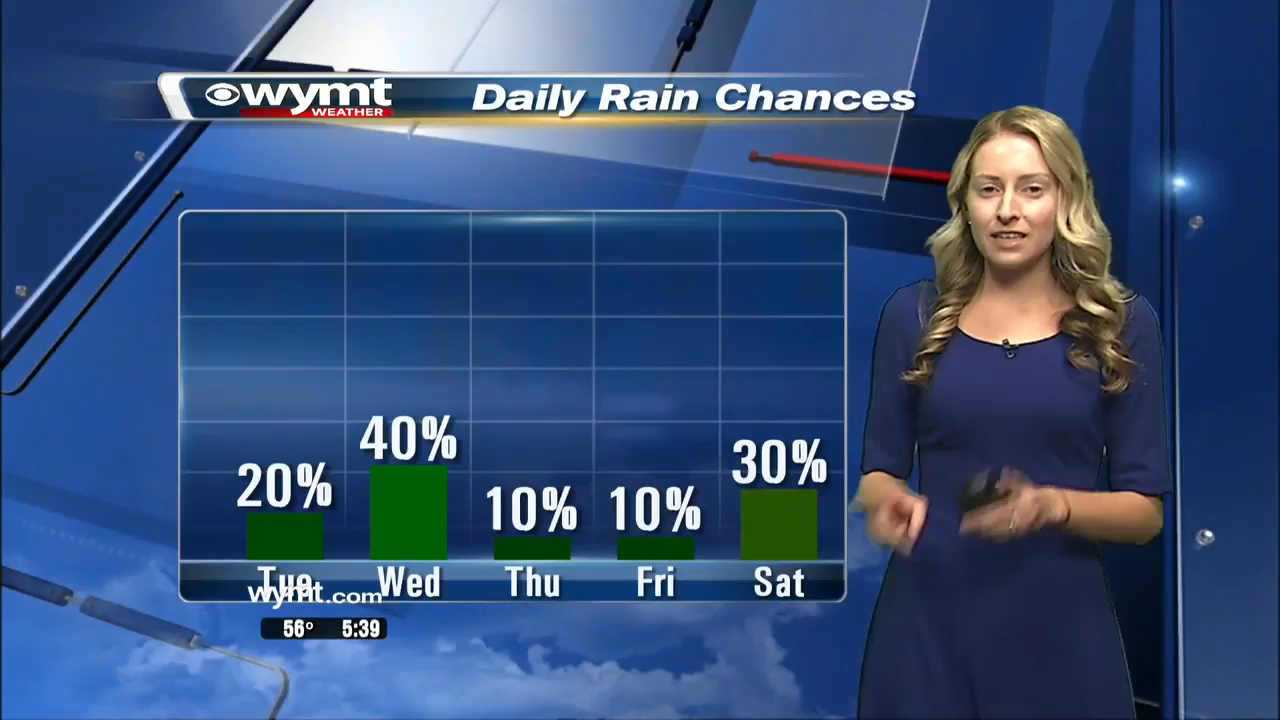 wymt
WEATHER
Daily Rain Chances
20%
40%
10%
10%
30%
Tue
Wed
Thu
Fri
Sat
wymt.com
56°
5:39